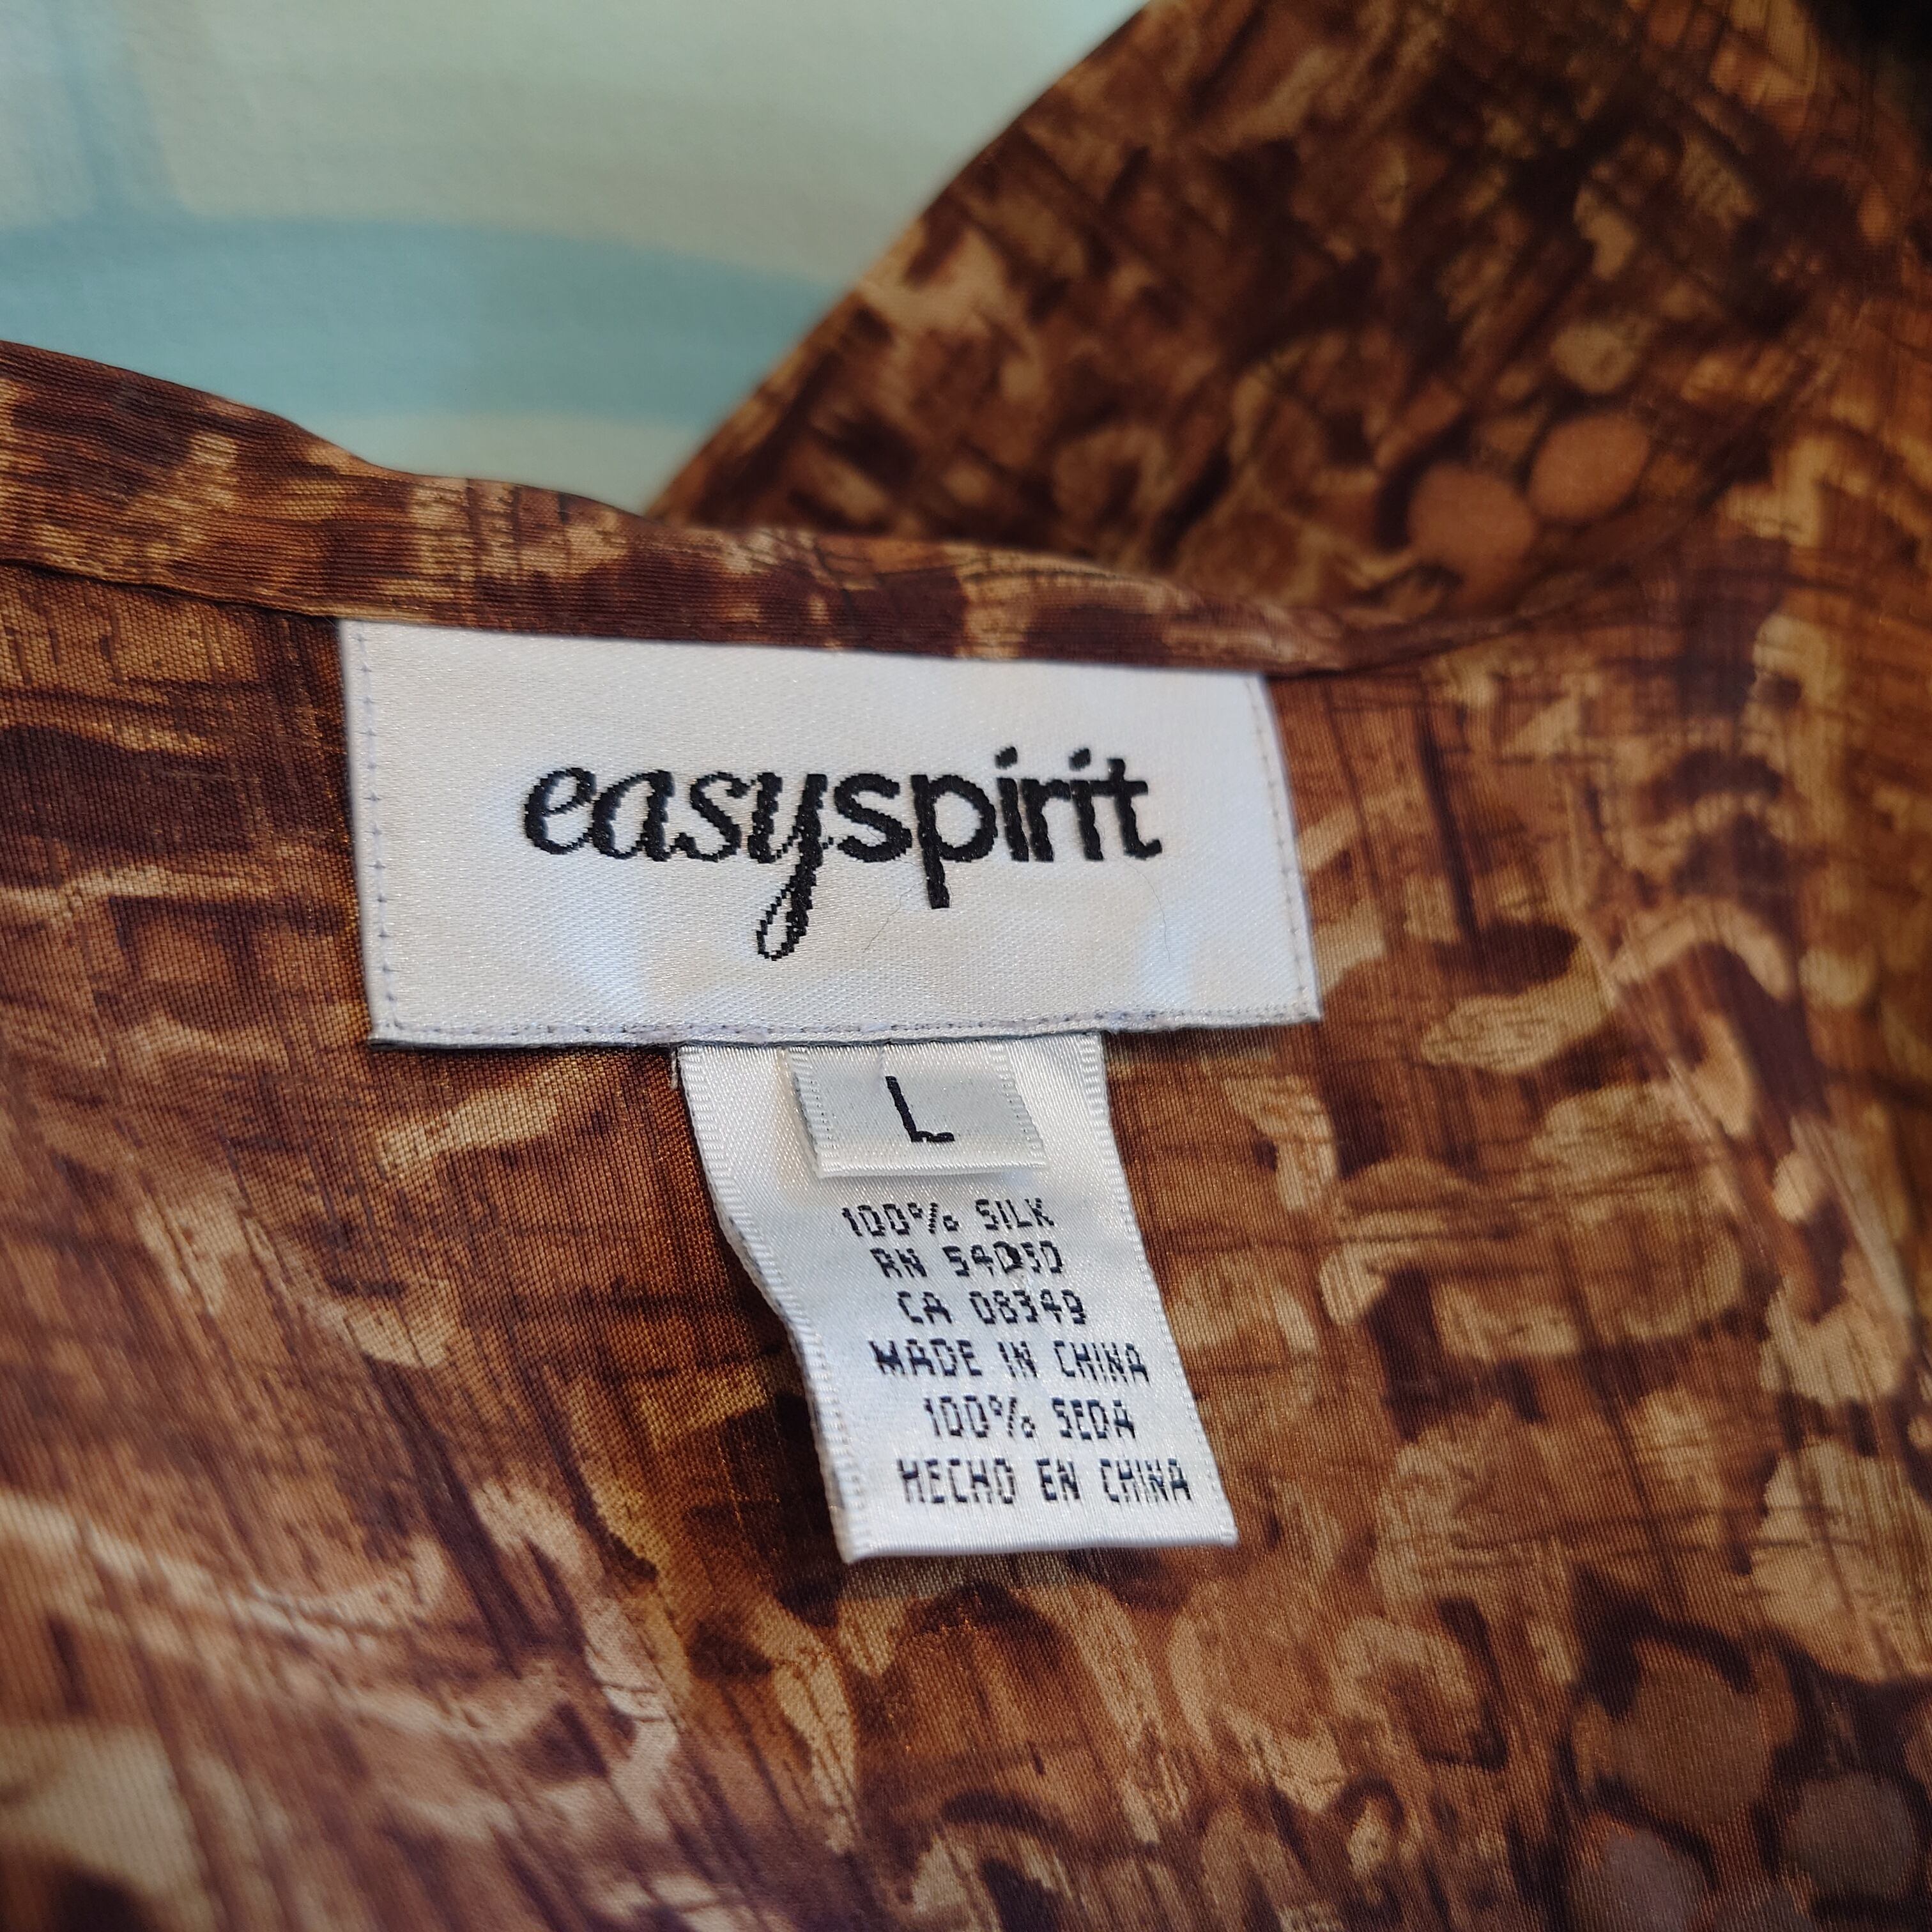 easyspirit
L
100% SILK
RN 54050
CA 08349
MADE IN CHINA
100% SEDA
HECHO EN CHINA